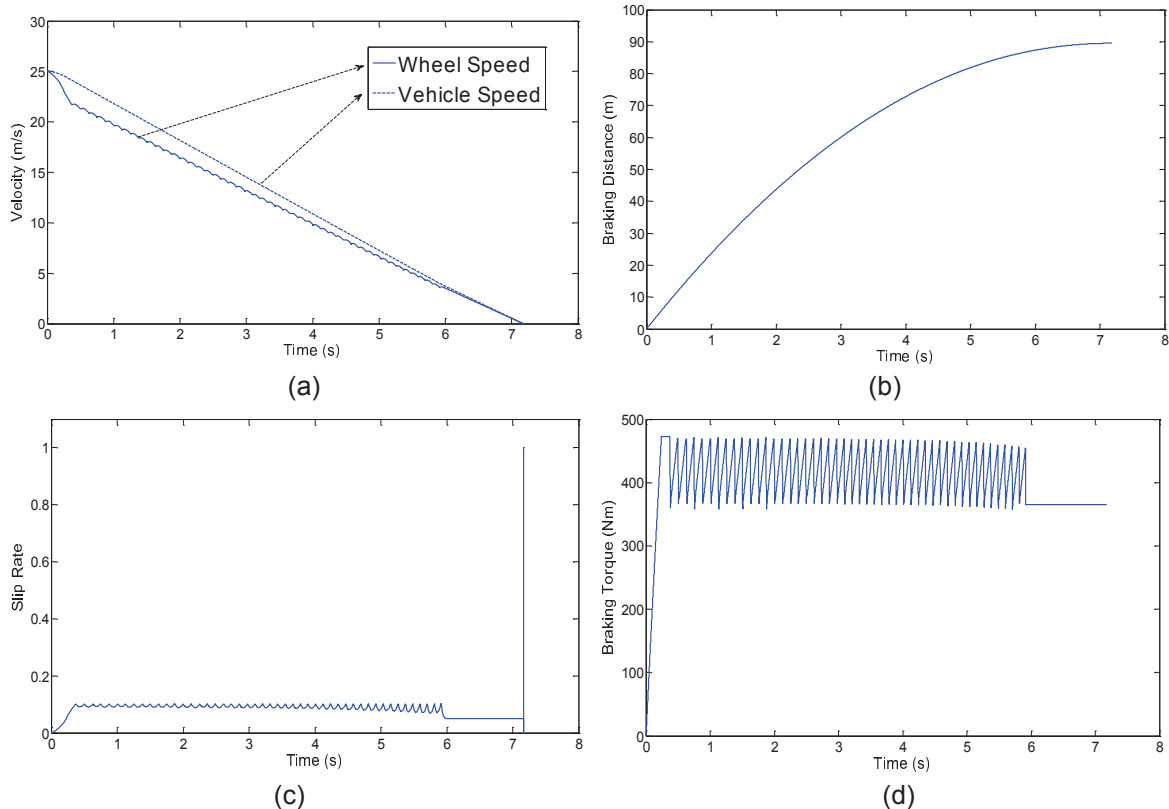 30
25
20
15
10
5
0
Velocity (m/s)
0 1 2 3 4 5 6 7 8
Time (s)
Wheel Speed
Vehicle Speed
(a)
100
90
80
70
60
50
40
30
20
10
0
Braking Distance (m)
0 1 2 3 4 5 6 7 8
Time (s)
(b)
1
0.8
0.6
0.4
0.2
0
Slip Rate
0 1 2 3 4 5 6 7 8
Time (s)
(c)
500
400
300
200
100
0
Braking Torque (Nm)
0 1 2 3 4 5 6 7 8
Time (s)
(d)